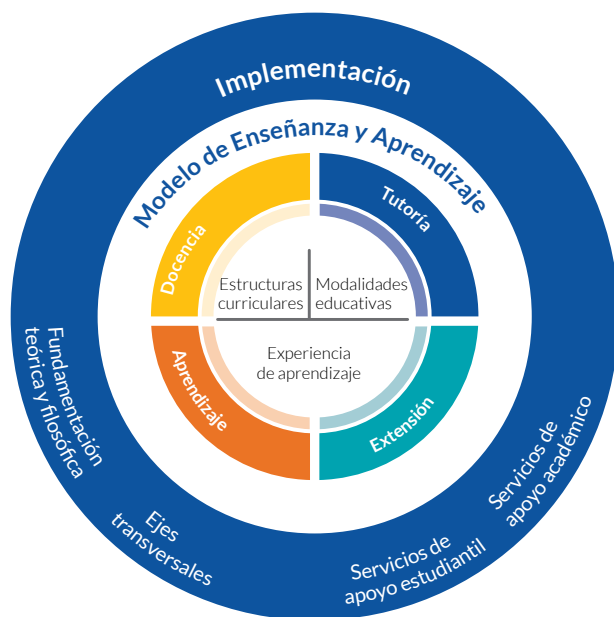 Implementación
Modelo de Enseñanza y Aprendizaje
Docencia
Tutoría
Estructuras
curriculares
Modalidades
educativas
Experiencia
de aprendizaje
Aprendizaje
Extensión
Fundamentación
teórica y filosófica
Ejes
transversales
Servicios de
apoyo estudiantil
Servicios de
apoyo académico